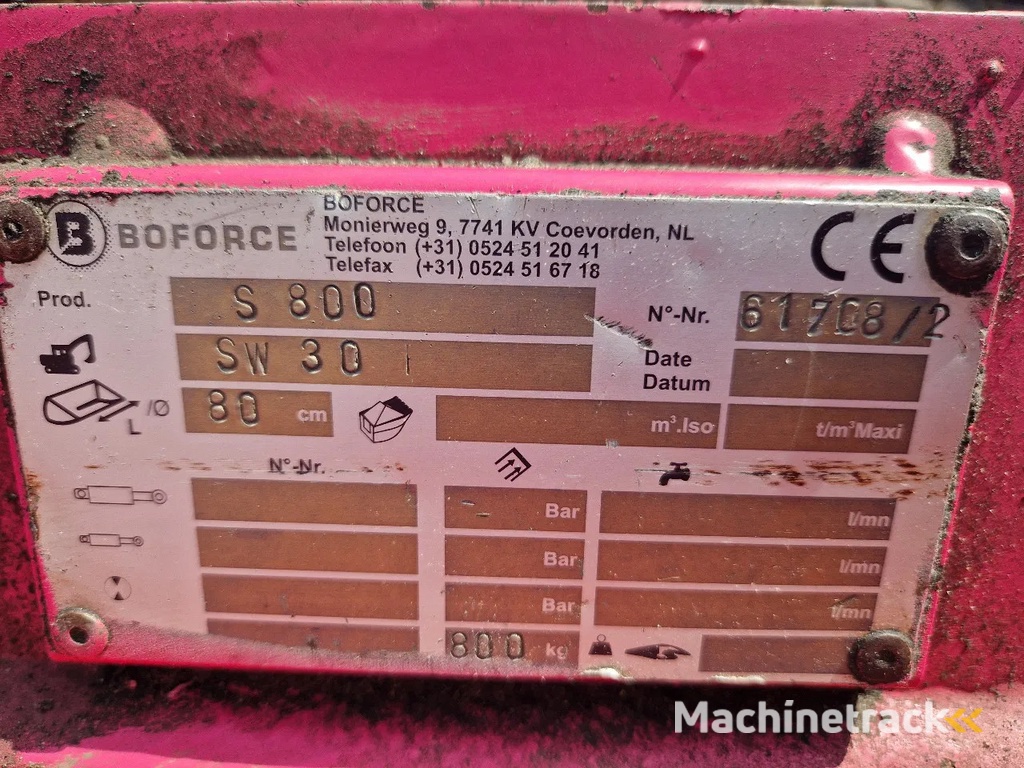 B BOFORCE
BOFORCE
Monierweg 9, 7741 KV Coevorden, NL
Telefoon (+31) 0524 51 20 41
Telefax (+31) 0524 51 67 18
CE
Prod. S 800
N°-Nr. 61708/2
SW 30
Date
Datum
/Ø 80 cm
L
m³.Iso
t/m³Maxi
N°-Nr.
Bar
l/mn
Bar
l/mn
Bar
l/mn
800 kg
Machinetrack